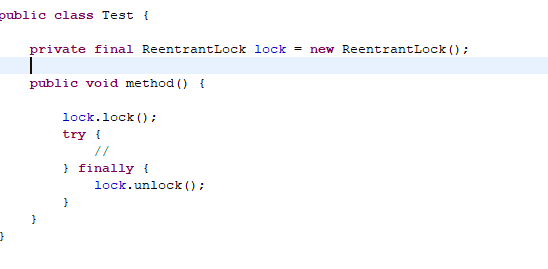 public class Test {
private final ReentrantLock lock = new ReentrantLock();
public void method() {
lock.lock();
try {
//
} finally {
lock.unlock();
}
}
}